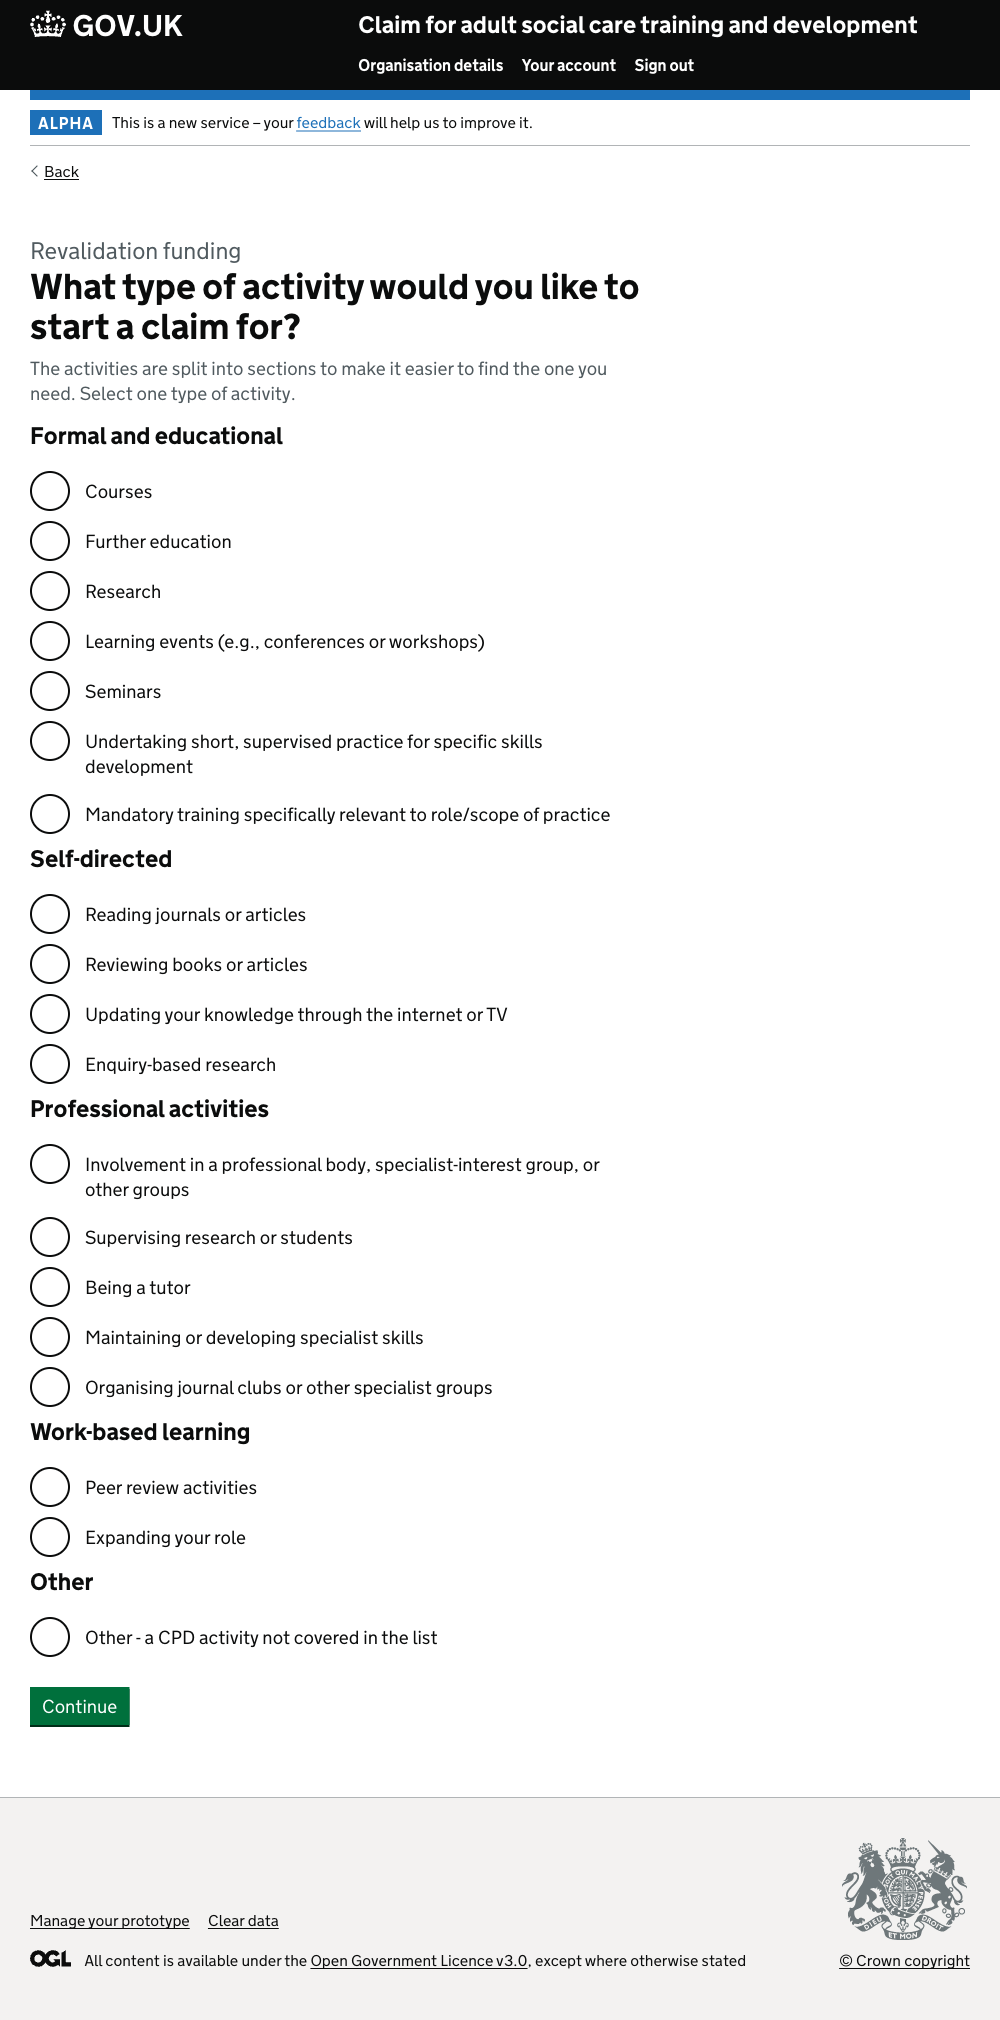 GOV.UK
Claim for adult social care training and development
Organisation details Your account Sign out
ALPHA This is a new service – your feedback will help us to improve it.
Back
Revalidation funding
What type of activity would you like to
start a claim for?
The activities are split into sections to make it easier to find the one you
need. Select one type of activity.
Formal and educational
Courses
Further education
Research
Learning events (e.g., conferences or workshops)
Seminars
Undertaking short, supervised practice for specific skills
development
Mandatory training specifically relevant to role/scope of practice
Self-directed
Reading journals or articles
Reviewing books or articles
Updating your knowledge through the internet or TV
Enquiry-based research
Professional activities
Involvement in a professional body, specialist-interest group, or
other groups
Supervising research or students
Being a tutor
Maintaining or developing specialist skills
Organising journal clubs or other specialist groups
Work-based learning
Peer review activities
Expanding your role
Other
Other - a CPD activity not covered in the list
Continue
Manage your prototype Clear data
OGL All content is available under the Open Government Licence v3.0, except where otherwise stated
DIEU ET MON DROIT
© Crown copyright